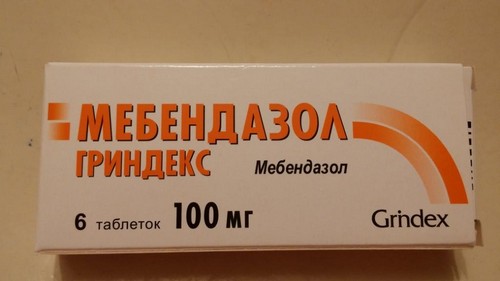 МЕБЕНДАЗОЛ
ГРИНДЕКС
Мебендазол
6 таблеток 100 мг
Grindex